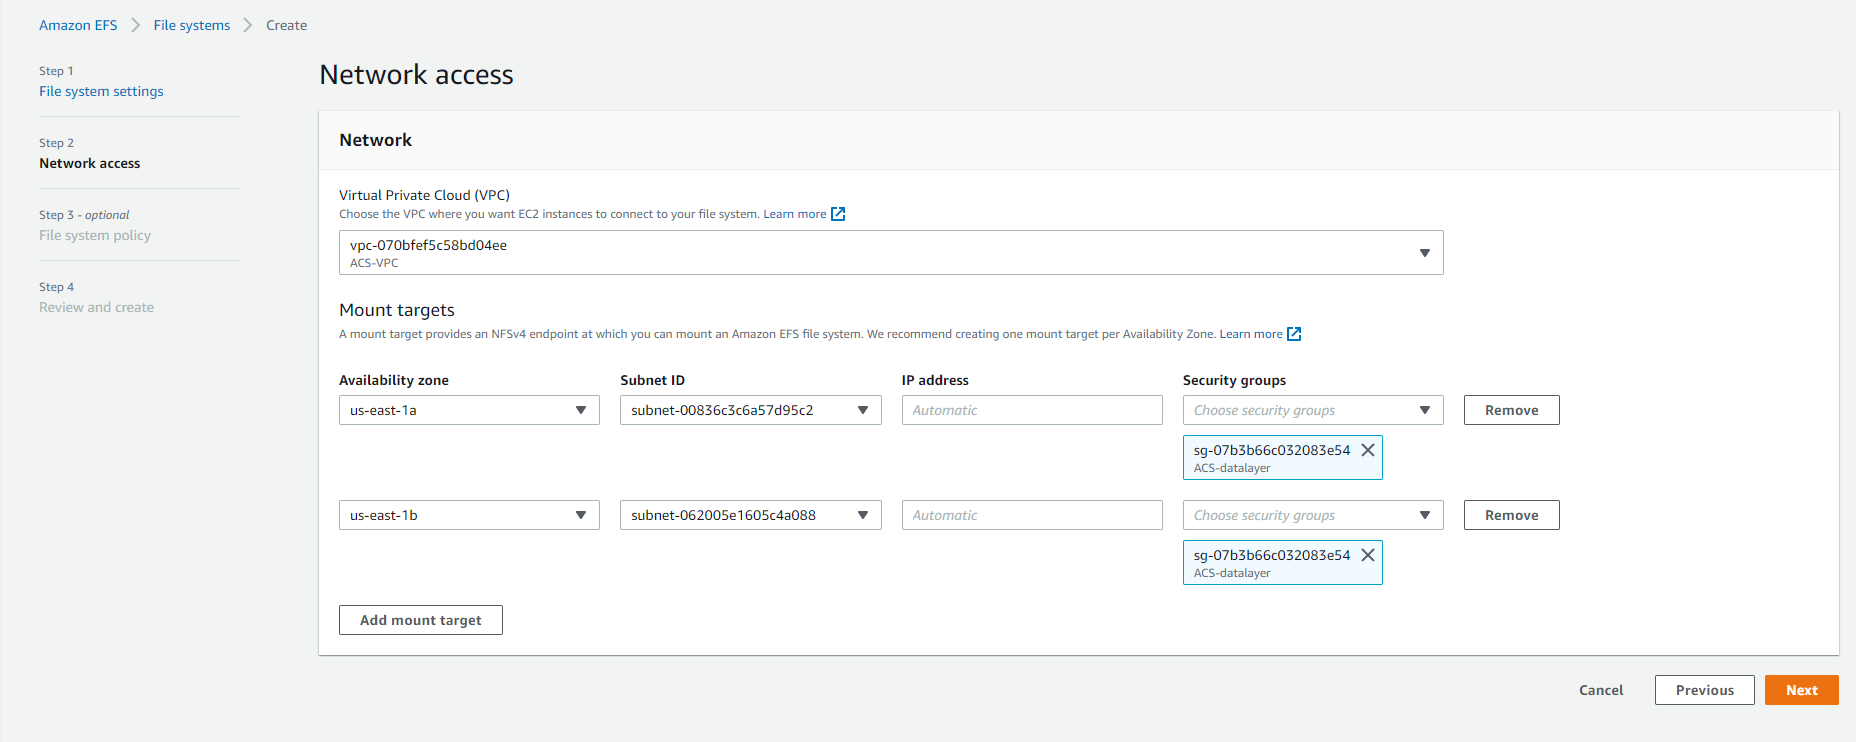 Amazon EFS > File systems > Create
Step 1
File system settings
Step 2
Network access
Step 3 - optional
File system policy
Step 4
Review and create
Network access
Network
Virtual Private Cloud (VPC)
Choose the VPC where you want EC2 instances to connect to your file system. Learn more
vpc-070bfef5c58bd04ee
ACS-VPC
Mount targets
A mount target provides an NFSv4 endpoint at which you can mount an Amazon EFS file system. We recommend creating one mount target per Availability Zone. Learn more
Availability zone Subnet ID IP address Security groups
us-east-1a subnet-00836c3c6a57d95c2 Automatic Choose security groups Remove
sg-07b3b66c032083e54
ACS-datalayer
us-east-1b subnet-062005e1605c4a088 Automatic Choose security groups Remove
sg-07b3b66c032083e54
ACS-datalayer
Add mount target
Cancel Previous Next